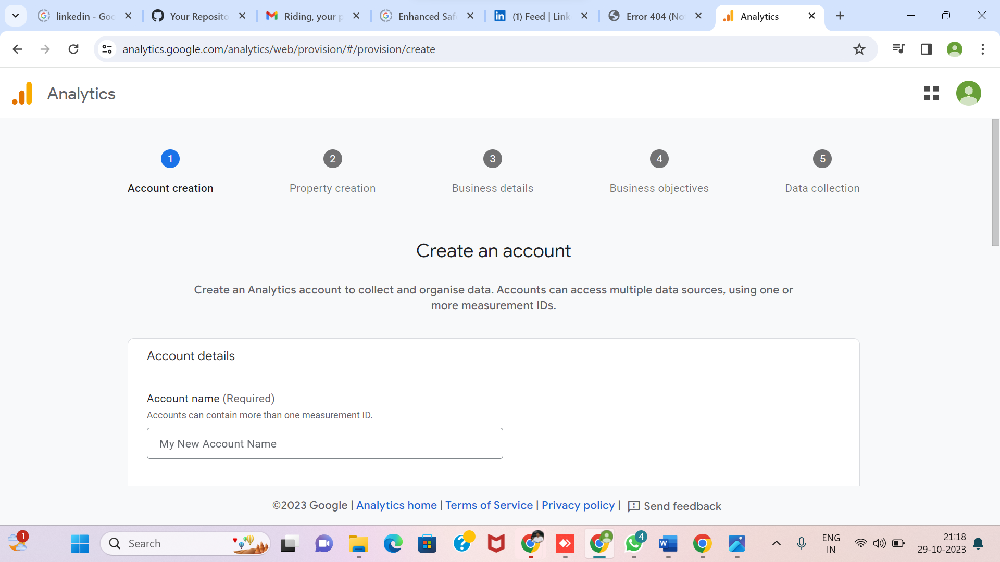 linkedin - Goo
Your Reposito
Riding, your p
Enhanced Saf
(1) Feed | Link
Error 404 (No
Analytics
analytics.google.com/analytics/web/provision/#/provision/create
Analytics
1
2
3
4
5
Account creation
Property creation
Business details
Business objectives
Data collection
Create an account
Create an Analytics account to collect and organise data. Accounts can access multiple data sources, using one or
more measurement IDs.
Account details
Account name (Required)
Accounts can contain more than one measurement ID.
My New Account Name
©2023 Google | Analytics home | Terms of Service | Privacy policy | Send feedback
1
Search
4
ENG
IN
21:18
29-10-2023